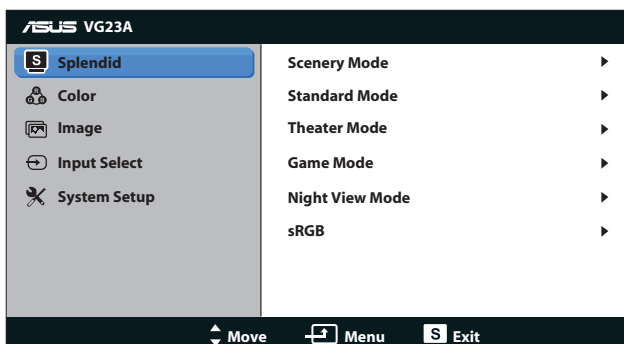 ASUS VG23A
S Splendid
Color
Image
Input Select
System Setup
Scenery Mode
Standard Mode
Theater Mode
Game Mode
Night View Mode
sRGB
Move Menu S Exit